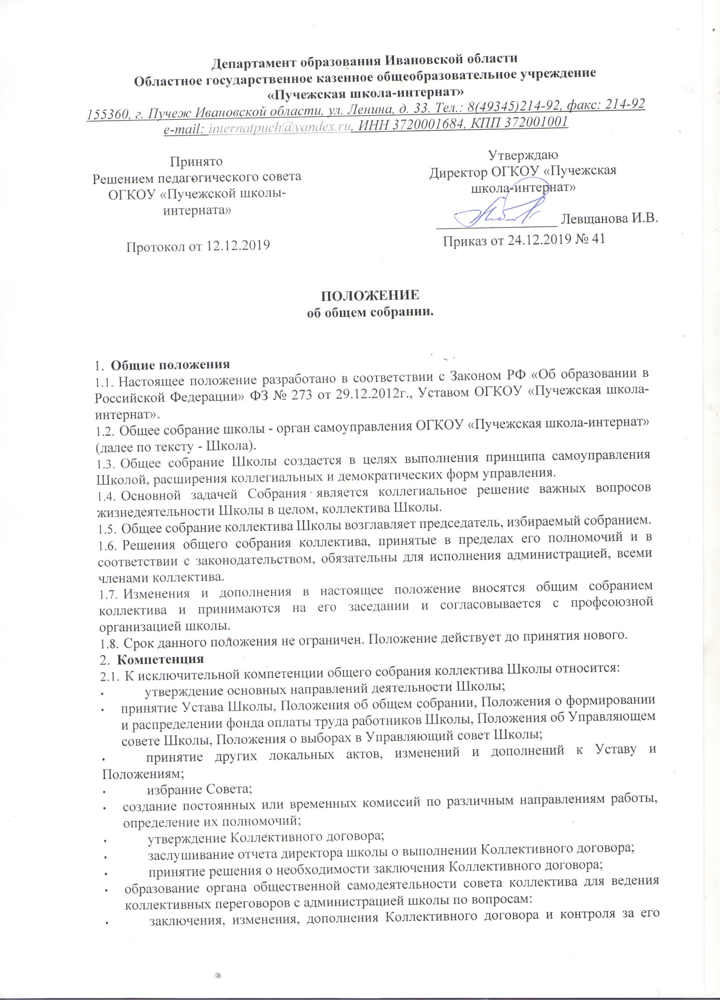 Департамент образования Ивановской области
Областное государственное казенное общеобразовательное учреждение
«Пучежская школа-интернат»
155360, г. Пучеж Ивановской области, ул. Ленина, д. 33. Тел.: 8(49345)214-92, факс: 214-92
e-mail: internatpuch@yandex.ru, ИНН 3720001684, КПП 372001001
Принято
Решением педагогического совета
ОГКОУ «Пучежской школы-
интерната»
Протокол от 12.12.2019
Утверждаю
Директор ОГКОУ «Пучежская
школа-интернат»
Левщанова И.В.
Приказ от 24.12.2019 № 41
ПОЛОЖЕНИЕ
об общем собрании.
1. Общие положения
1.1. Настоящее положение разработано в соответствии с Законом РФ «Об образовании в
Российской Федерации» ФЗ № 273 от 29.12.2012г., Уставом ОГКОУ «Пучежская школа-
интернат».
1.2. Общее собрание школы - орган самоуправления ОГКОУ «Пучежская школа-интернат»
(далее по тексту - Школа).
1.3. Общее собрание Школы создается в целях выполнения принципа самоуправления
Школой, расширения коллегиальных и демократических форм управления.
1.4. Основной задачей Собрания является коллегиальное решение важных вопросов
жизнедеятельности Школы в целом, коллектива Школы.
1.5. Общее собрание коллектива Школы возглавляет председатель, избираемый собранием.
1.6. Решения общего собрания коллектива, принятые в пределах его полномочий и в
соответствии с законодательством, обязательны для исполнения администрацией, всеми
членами коллектива.
1.7. Изменения и дополнения в настоящее положение вносятся общим собранием
коллектива и принимаются на его заседании и согласовывается с профсоюзной
организацией школы.
1.8. Срок данного положения не ограничен. Положение действует до принятия нового.
2. Компетенция
2.1. К исключительной компетенции общего собрания коллектива Школы относится:
• утверждение основных направлений деятельности Школы;
• принятие Устава Школы, Положения об общем собрании, Положения о формировании
и распределении фонда оплаты труда работников Школы, Положения об Управляющем
совете Школы, Положения о выборах в Управляющий совет Школы;
• принятие других локальных актов, изменений и дополнений к Уставу и
Положениям;
• избрание Совета;
• создание постоянных или временных комиссий по различным направлениям работы,
определение их полномочий;
• утверждение Коллективного договора;
• заслушивание отчета директора школы о выполнении Коллективного договора;
• принятие решения о необходимости заключения Коллективного договора;
• образование органа общественной самодеятельности совета коллектива для ведения
коллективных переговоров с администрацией школы по вопросам:
• заключения, изменения, дополнения Коллективного договора и контроля за его